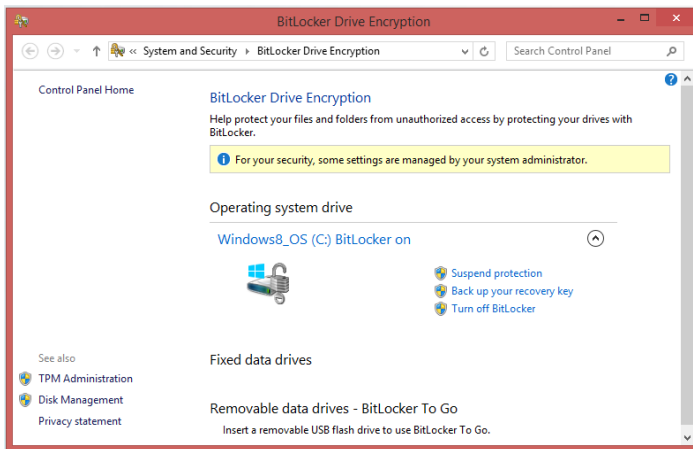 BitLocker Drive Encryption
« System and Security ▸ BitLocker Drive Encryption
Search Control Panel
Control Panel Home
BitLocker Drive Encryption
Help protect your files and folders from unauthorized access by protecting your drives with
BitLocker.
For your security, some settings are managed by your system administrator.
Operating system drive
Windows8_OS (C:) BitLocker on
Suspend protection
Back up your recovery key
Turn off BitLocker
Fixed data drives
Removable data drives - BitLocker To Go
Insert a removable USB flash drive to use BitLocker To Go.
See also
TPM Administration
Disk Management
Privacy statement